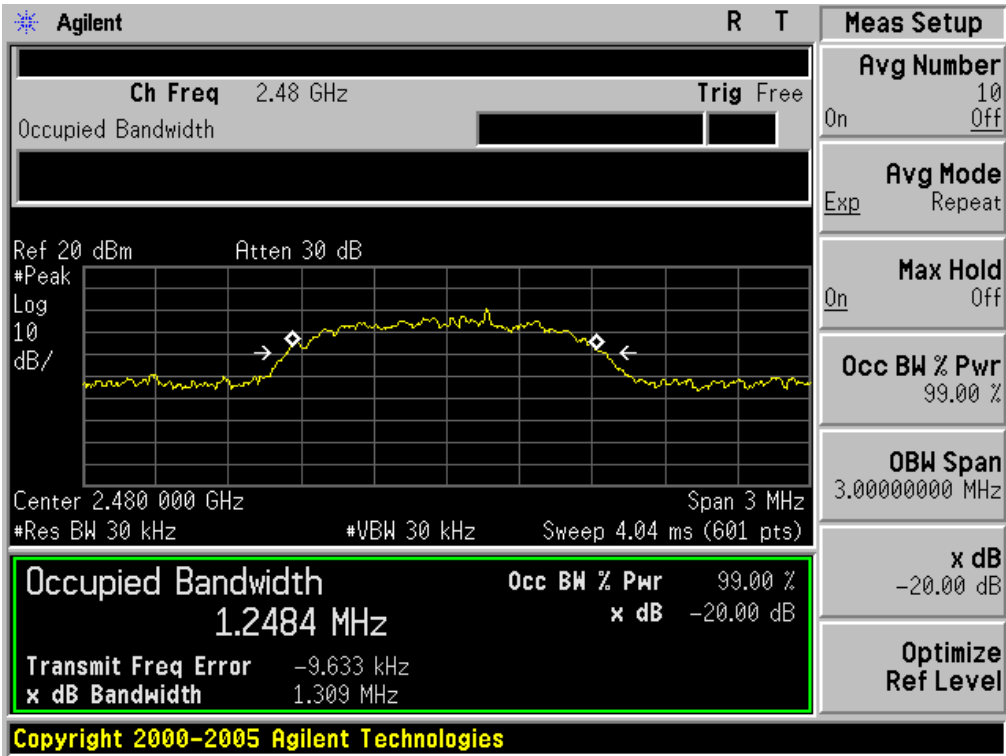 Agilent R T
Ch Freq 2.48 GHz Trig Free
Occupied Bandwidth
Ref 20 dBm Atten 30 dB
#Peak
Log
10
dB/
Center 2.480 000 GHz Span 3 MHz
#Res BW 30 kHz #VBW 30 kHz Sweep 4.04 ms (601 pts)
Occupied Bandwidth
1.2484 MHz
Occ BW % Pwr 99.00 %
x dB -20.00 dB
Transmit Freq Error -9.633 kHz
x dB Bandwidth 1.309 MHz
Copyright 2000-2005 Agilent Technologies
Meas Setup
Avg Number
10
On Off
Avg Mode
Exp Repeat
Max Hold
On Off
Occ BW % Pwr
99.00 %
OBW Span
3.00000000 MHz
x dB
-20.00 dB
Optimize
Ref Level